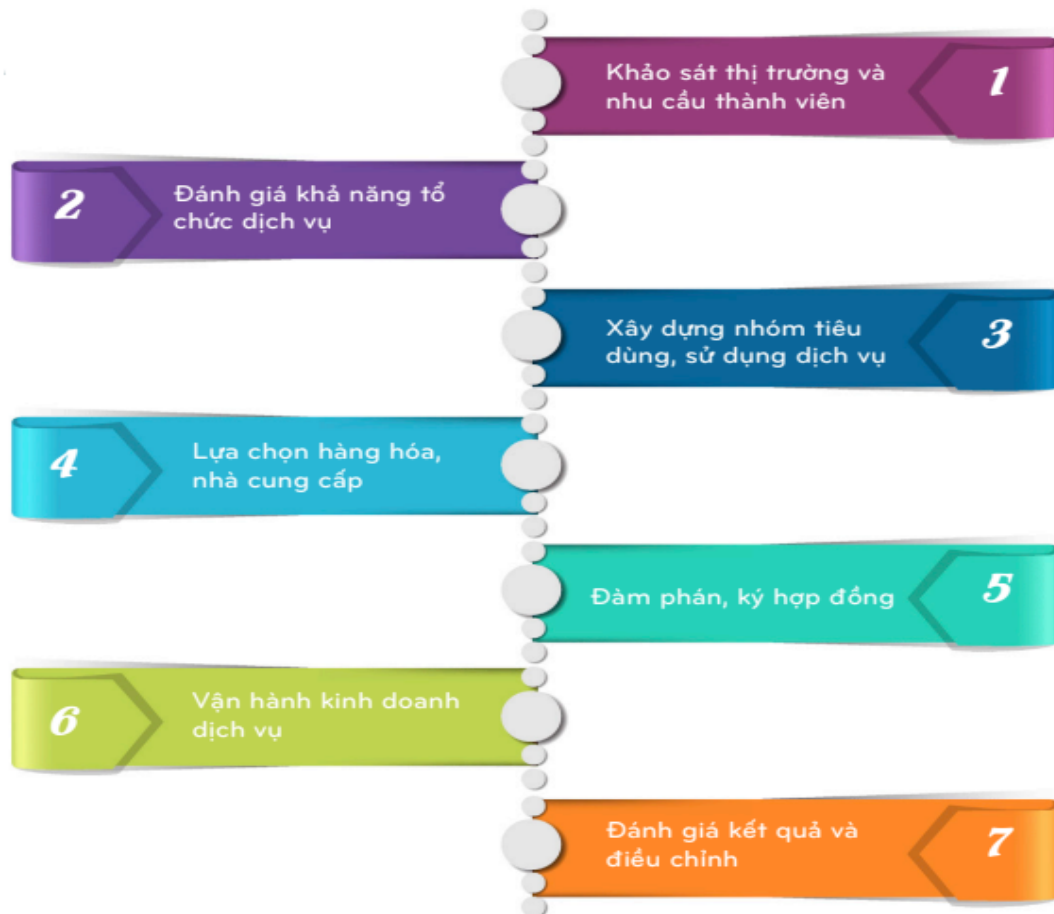 Khảo sát thị trường và
nhu cầu thành viên
1
2
Đánh giá khả năng tổ
chức dịch vụ
Xây dựng nhóm tiêu
dùng, sử dụng dịch vụ
3
4
Lựa chọn hàng hóa,
nhà cung cấp
Đàm phán, ký hợp đồng
5
6
Vận hành kinh doanh
dịch vụ
Đánh giá kết quả và
điều chỉnh
7